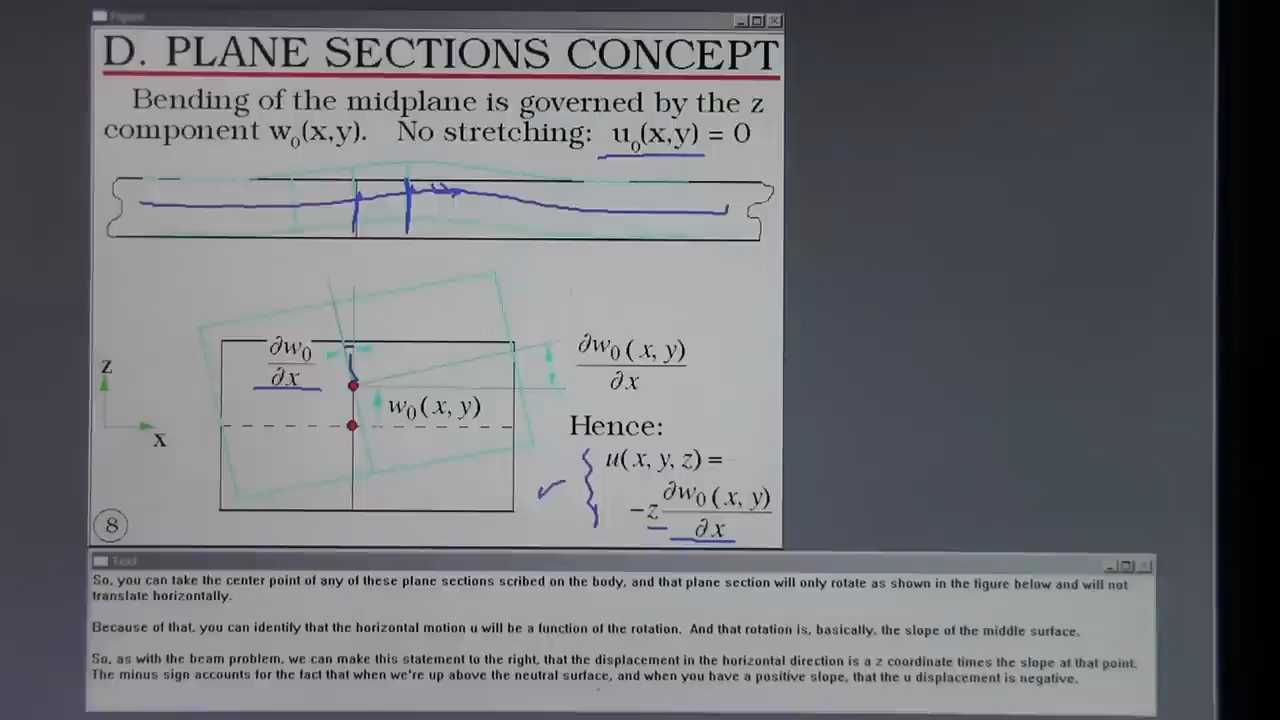 Figure
D. PLANE SECTIONS CONCEPT
Bending of the midplane is governed by the z
component w₀(x,y). No stretching: u₀(x,y) = 0
∂w₀
∂x
w₀(x, y)
z
x
∂w₀(x, y)
∂x
Hence:
u(x, y, z) =
-z ∂w₀(x, y)
∂x
8
Text
So, you can take the center point of any of these plane sections scribed on the body, and that plane section will only rotate as shown in the figure below and will not
translate horizontally.
Because of that, you can identify that the horizontal motion u will be a function of the rotation. And that rotation is, basically, the slope of the middle surface.
So, as with the beam problem, we can make this statement to the right, that the displacement in the horizontal direction is a z coordinate times the slope at that point.
The minus sign accounts for the fact that when we're up above the neutral surface, and when you have a positive slope, that the u displacement is negative.